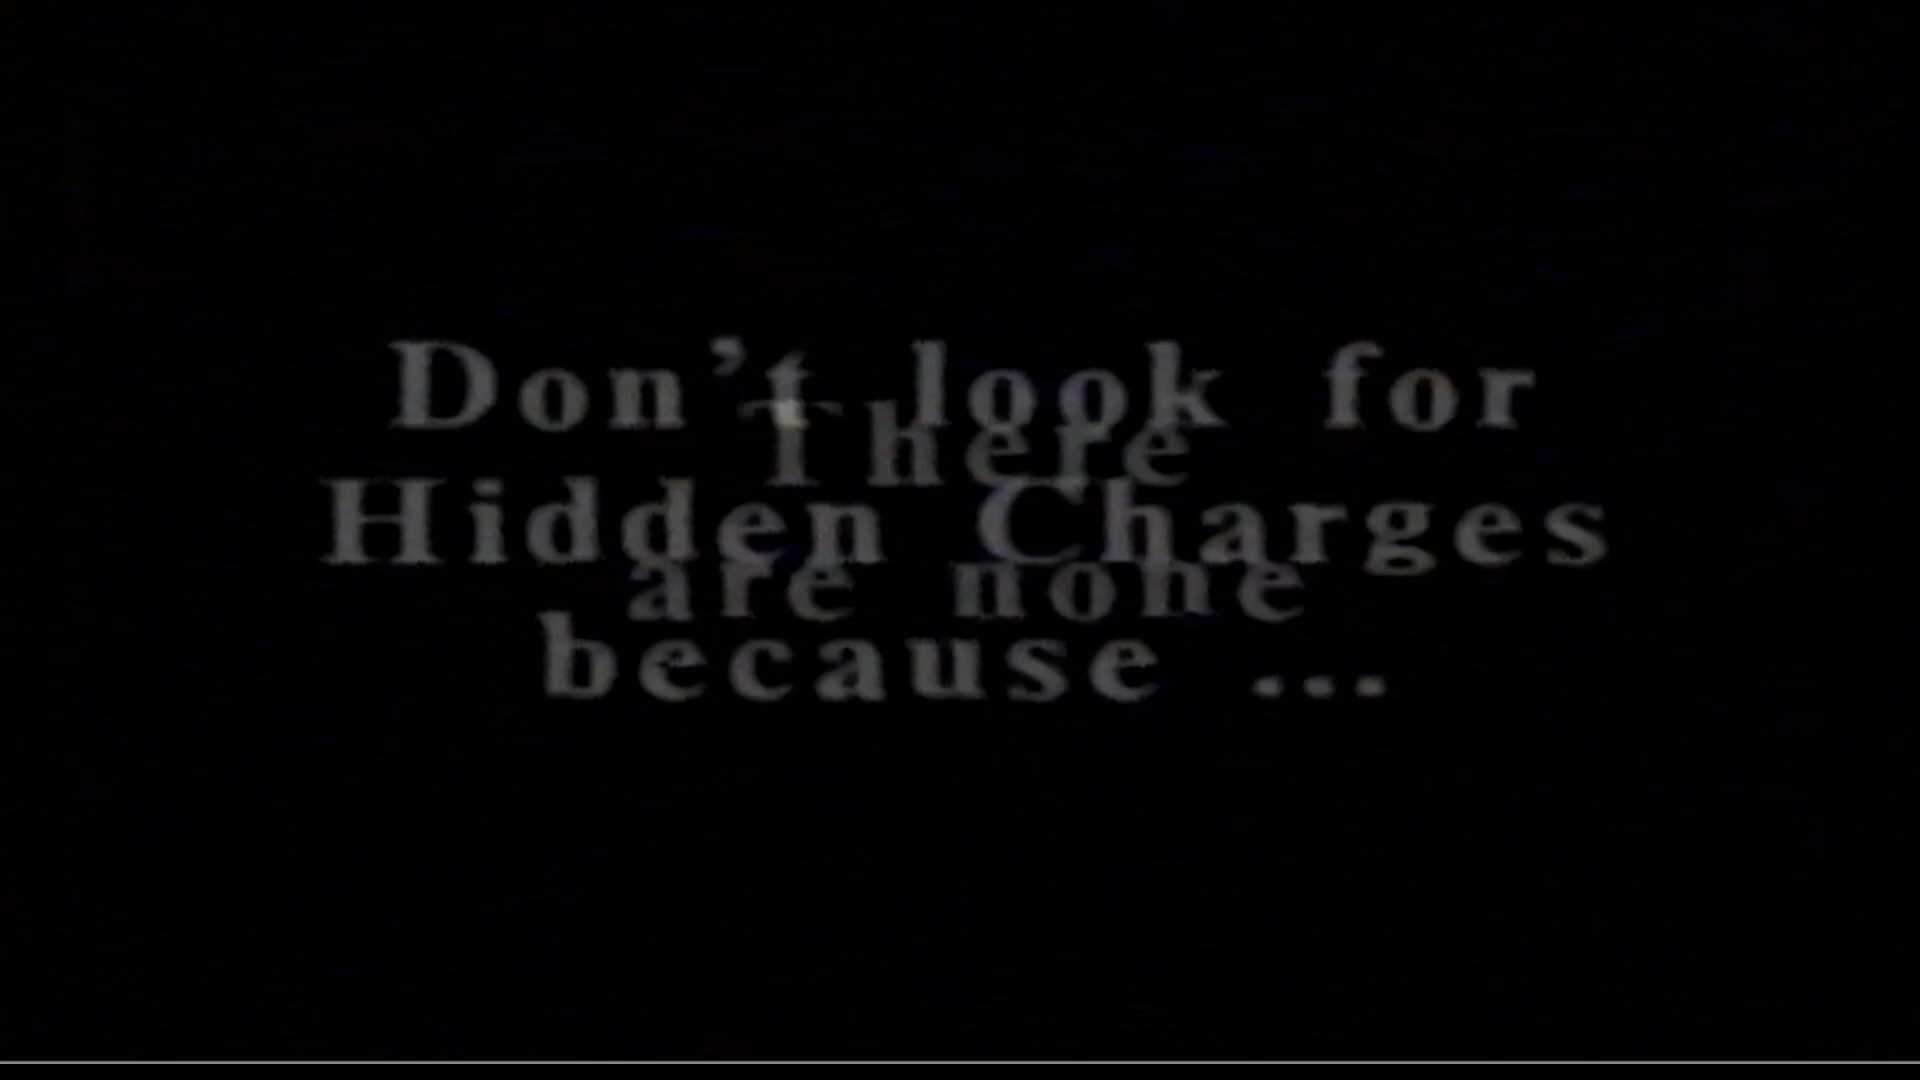 Don't look for
Hidden Charges
because ...
There
are none